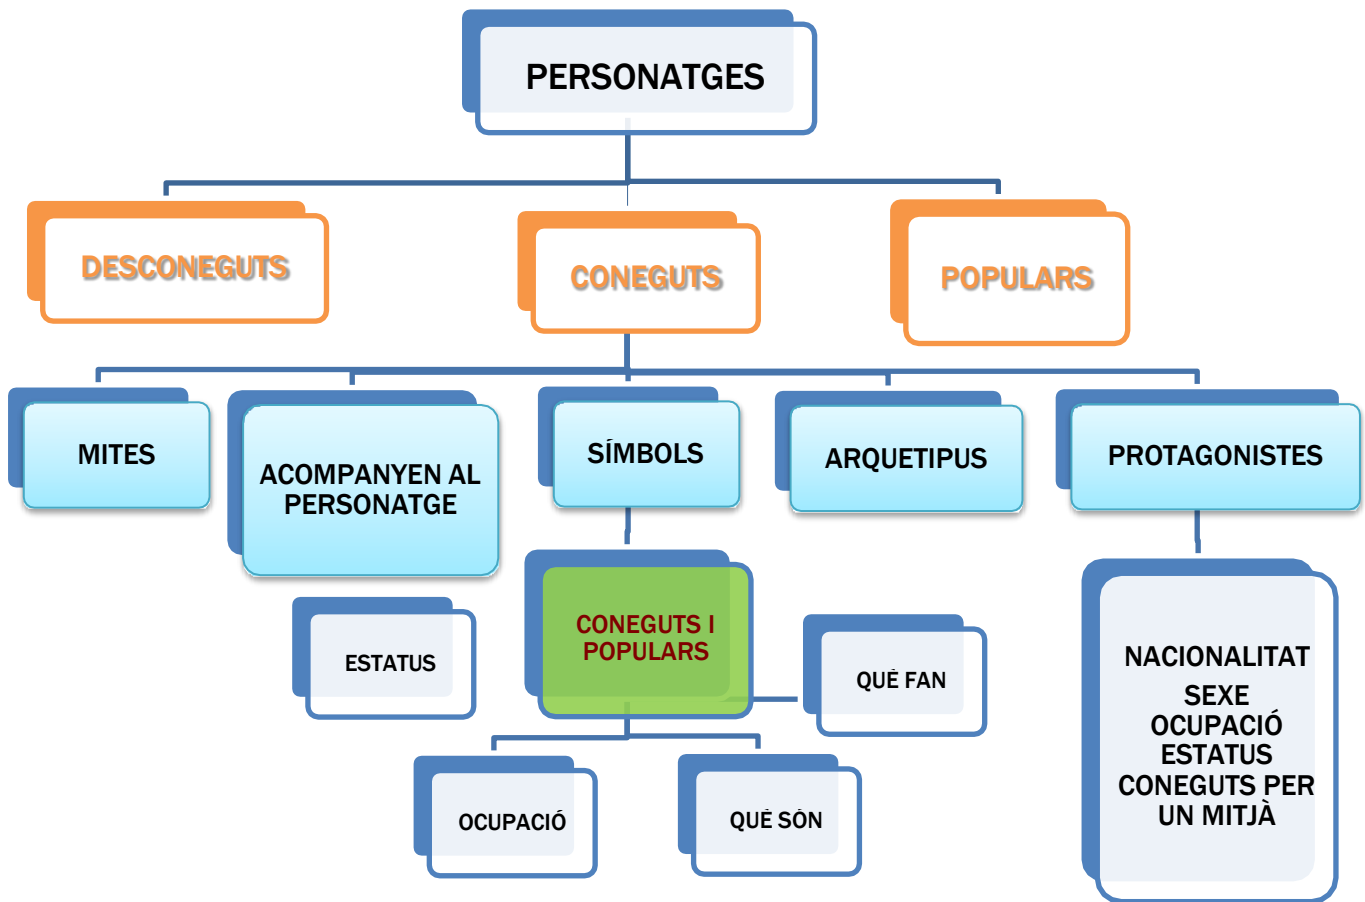 PERSONATGES
DESCONEGUTS
CONEGUTS
POPULARS
MITES
ACOMPANYEN AL
PERSONATGE
SÍMBOLS
ARQUETIPUS
PROTAGONISTES
ESTATUS
CONEGUTS I
POPULARS
QUÈ FAN
OCUPACIÓ
QUÈ SÓN
NACIONALITAT
SEXE
OCUPACIÓ
ESTATUS
CONEGUTS PER
UN MITJÀ